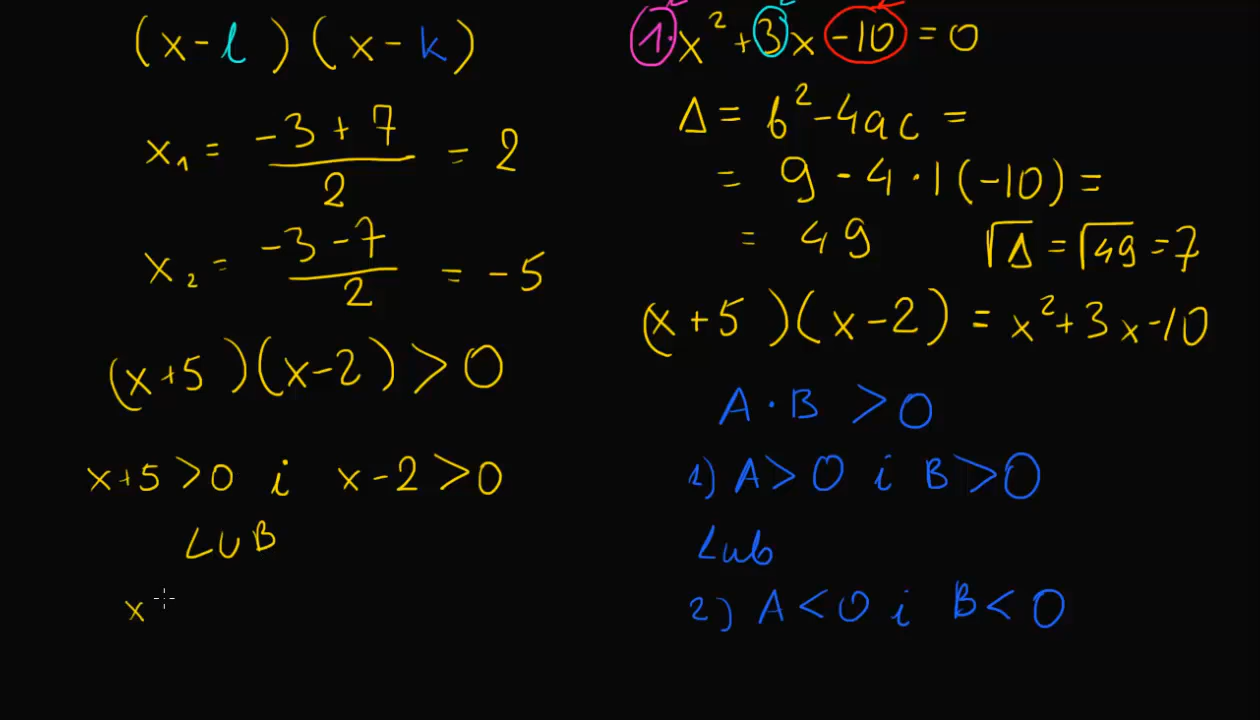 (x-l)(x-k)
x₁ = (-3+7)/2 = 2
x₂ = (-3-7)/2 = -5
(x+5)(x-2)>0
x+5>0 i x-2>0
LUB
x
1·x²+3x-10=0
Δ = b²-4ac =
= 9-4·1(-10) =
= 49 √Δ = √49 = 7
(x+5)(x-2) = x²+3x-10
A·B >0
1) A>0 i B>0
Lub
2) A<0 i B<0